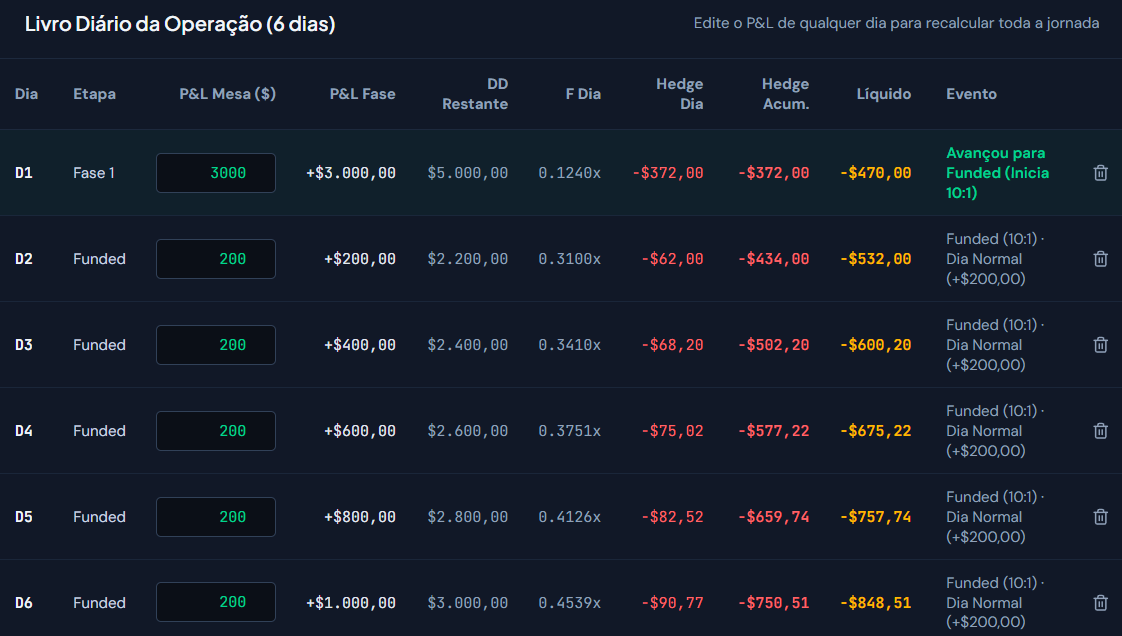 Livro Diário da Operação (6 dias)
Edite o P&L de qualquer dia para recalcular toda a jornada
Dia Etapa P&L Mesa ($) P&L Fase DD Restante F Dia Hedge Dia Hedge Acum. Líquido Evento
D1 Fase 1 3000 +$3.000,00 $5.000,00 0.1240x -$372,00 -$372,00 -$470,00 Avançou para Funded (Inicia 10:1)
D2 Funded 200 +$200,00 $2.200,00 0.3100x -$62,00 -$434,00 -$532,00 Funded (10:1) · Dia Normal (+$200,00)
D3 Funded 200 +$400,00 $2.400,00 0.3410x -$68,20 -$502,20 -$600,20 Funded (10:1) · Dia Normal (+$200,00)
D4 Funded 200 +$600,00 $2.600,00 0.3751x -$75,02 -$577,22 -$675,22 Funded (10:1) · Dia Normal (+$200,00)
D5 Funded 200 +$800,00 $2.800,00 0.4126x -$82,52 -$659,74 -$757,74 Funded (10:1) · Dia Normal (+$200,00)
D6 Funded 200 +$1.000,00 $3.000,00 0.4539x -$90,77 -$750,51 -$848,51 Funded (10:1) · Dia Normal (+$200,00)